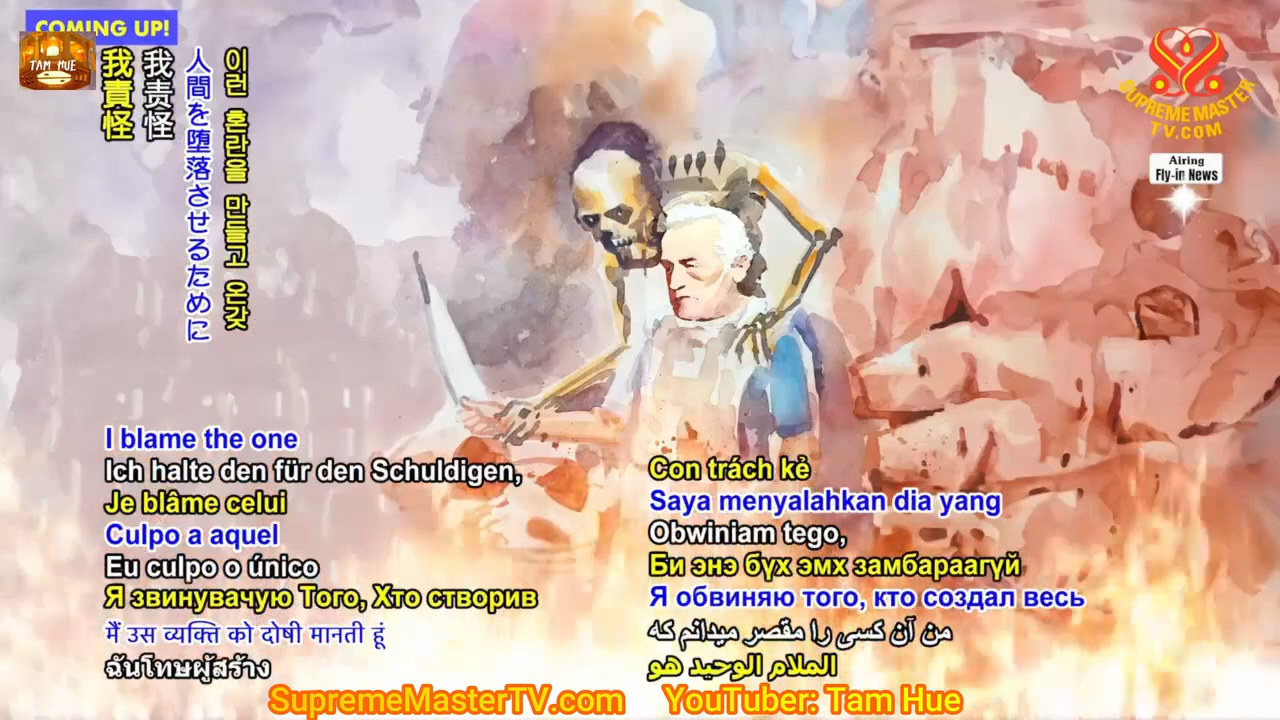 COMING UP!
TAM HUE
我責怪
我责怪
人間を堕落させるために
이런 혼란을 만들고 온갖
SUPREME MASTER
TV.COM
Airing
Fly-in News
I blame the one
Ich halte den für den Schuldigen,
Je blâme celui
Culpo a aquel
Eu culpo o único
Я звинувачую Того, Хто створив
मैं उस व्यक्ति को दोषी मानती हूं
ฉันโทษผู้สร้าง
Con trách kẻ
Saya menyalahkan dia yang
Obwiniam tego,
Би энэ бүх эмх замбараагүй
Я обвиняю того, кто создал весь
من آن کسی را مقصر میدانم که
الملام الوحيد هو
SupremeMasterTV.com YouTuber: Tam Hue